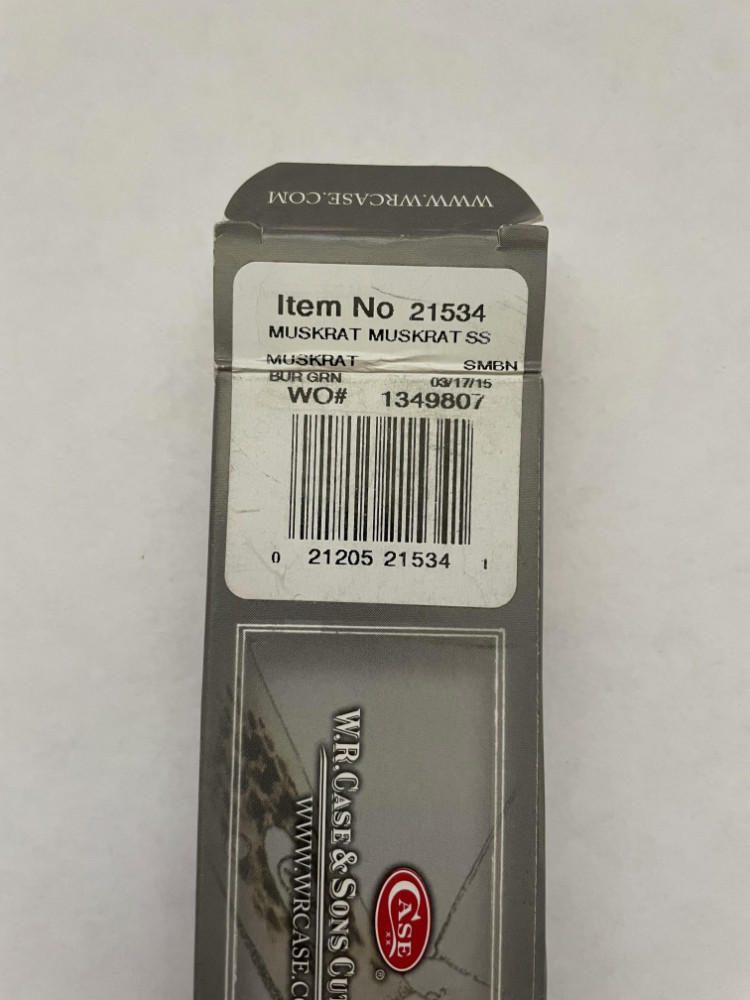 WWW.WRCASE.COM
Item No 21534
MUSKRAT MUSKRAT SS
MUSKRAT SMBN
BUR GRN 03/17/15
WO# 1349807
0 21205 21534 1
W.R. CASE & SONS CUT
WWW.WRCASE.CO
CASE
XX
®